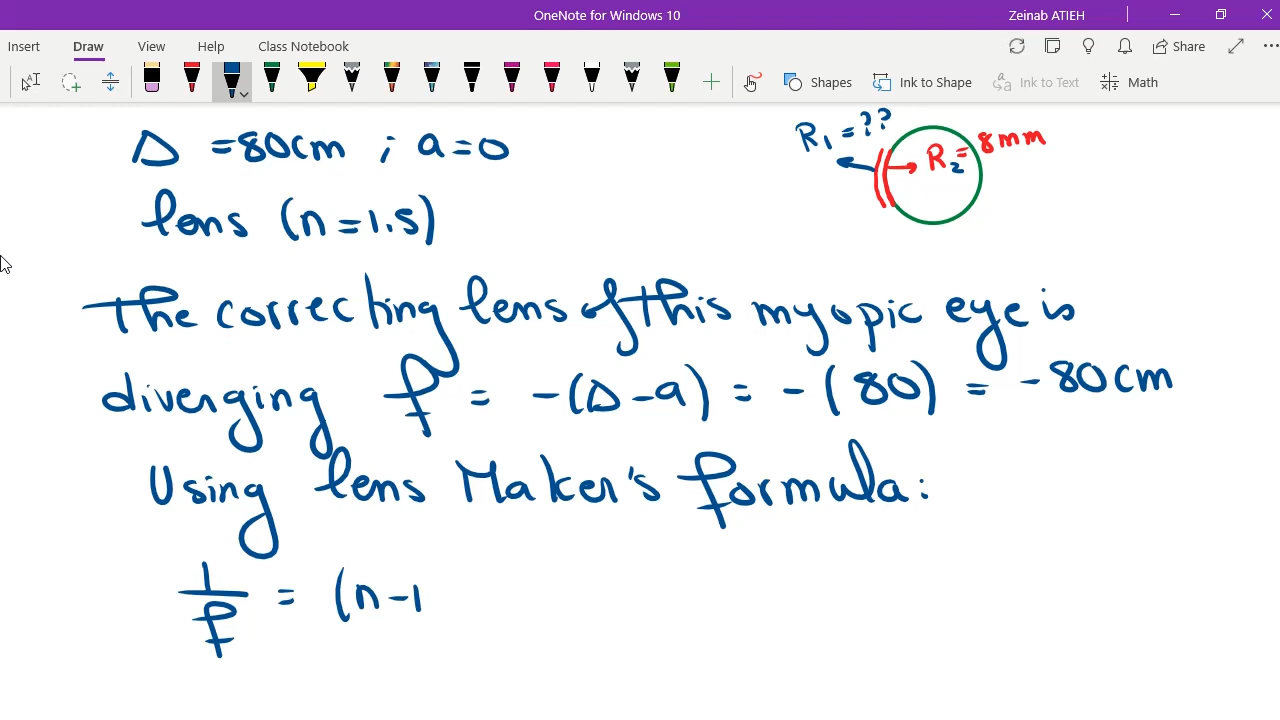 OneNote for Windows 10
Zeinab ATIEH
Insert Draw View Help Class Notebook Share
Shapes Ink to Shape Ink to Text Math
Δ = 80cm ; a = 0
R1 = ??
R2 = 8mm
lens (n = 1.5)
The correcting lens of this myopic eye is
diverging f = -(Δ - a) = - (80) = - 80cm
Using lens Maker's formula:
1/f = (n - 1